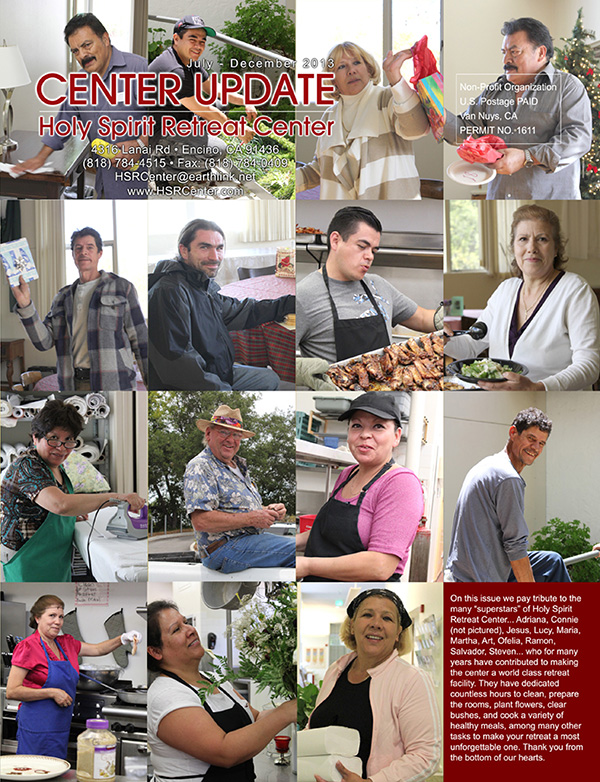 July - December 2013
CENTER UPDATE
Holy Spirit Retreat Center
4316 Lanai Rd • Encino, CA 91436
(818) 784-4515 • Fax: (818) 784-0409
HSRCenter@earthlink.net
www.HSRCenter.com
Non-Profit Organization
U.S. Postage PAID
Van Nuys, CA
PERMIT NO.-1611
On this issue we pay tribute to the
many "superstars" of Holy Spirit
Retreat Center... Adriana, Connie
(not pictured), Jesus, Lucy, Maria,
Martha, Art, Ofelia, Ramon,
Salvador, Steven... who for many
years have contributed to making
the center a world class retreat
facility. They have dedicated
countless hours to clean, prepare
the rooms, plant flowers, clear
bushes, and cook a variety of
healthy meals, among many other
tasks to make your retreat a most
unforgettable one. Thank you from
the bottom of our hearts.